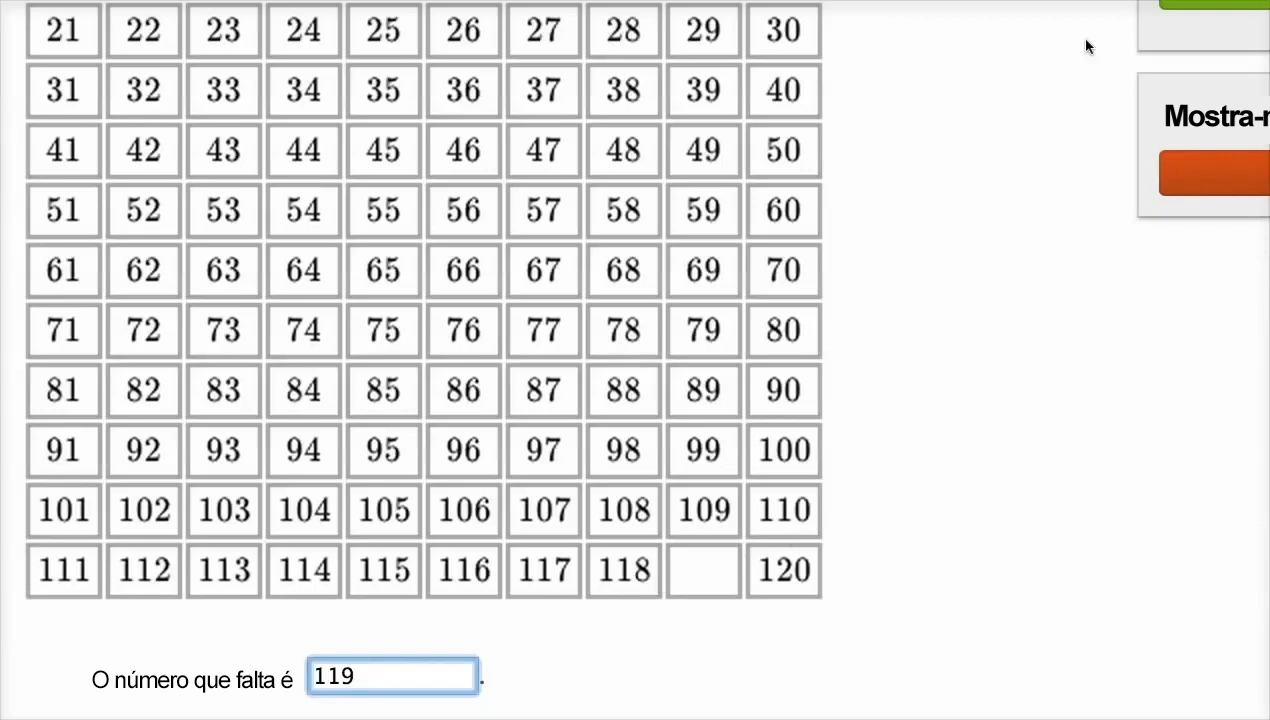 21 22 23 24 25 26 27 28 29 30
31 32 33 34 35 36 37 38 39 40
41 42 43 44 45 46 47 48 49 50
51 52 53 54 55 56 57 58 59 60
61 62 63 64 65 66 67 68 69 70
71 72 73 74 75 76 77 78 79 80
81 82 83 84 85 86 87 88 89 90
91 92 93 94 95 96 97 98 99 100
101 102 103 104 105 106 107 108 109 110
111 112 113 114 115 116 117 118 120
O número que falta é 119.